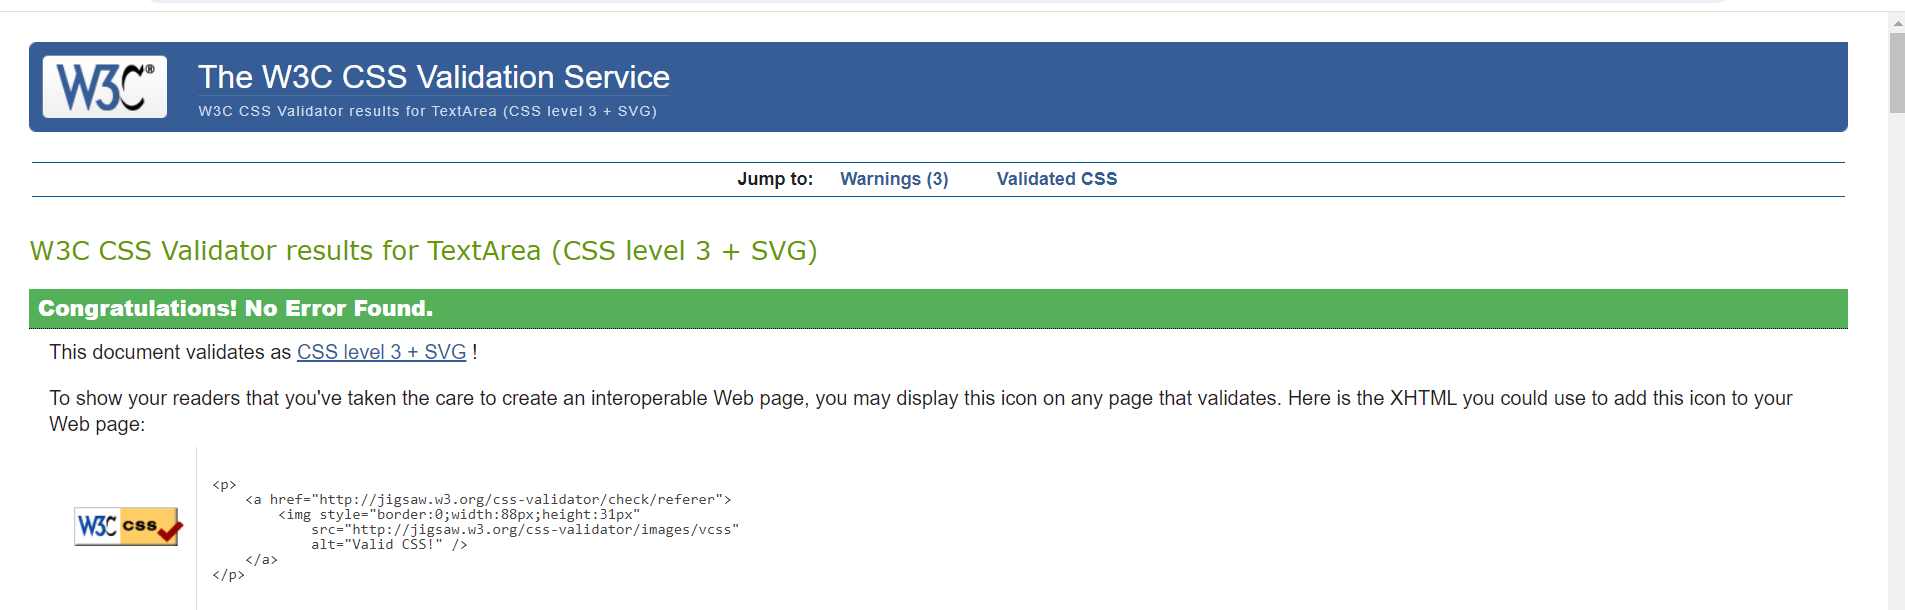 W3C®
The W3C CSS Validation Service
W3C CSS Validator results for TextArea (CSS level 3 + SVG)
Jump to: Warnings (3) Validated CSS
W3C CSS Validator results for TextArea (CSS level 3 + SVG)
Congratulations! No Error Found.
This document validates as CSS level 3 + SVG !
To show your readers that you've taken the care to create an interoperable Web page, you may display this icon on any page that validates. Here is the XHTML you could use to add this icon to your
Web page:
W3C css
<p>
    <a href="http://jigsaw.w3.org/css-validator/check/referer">
        <img style="border:0;width:88px;height:31px"
            src="http://jigsaw.w3.org/css-validator/images/vcss"
            alt="Valid CSS!" />
    </a>
</p>